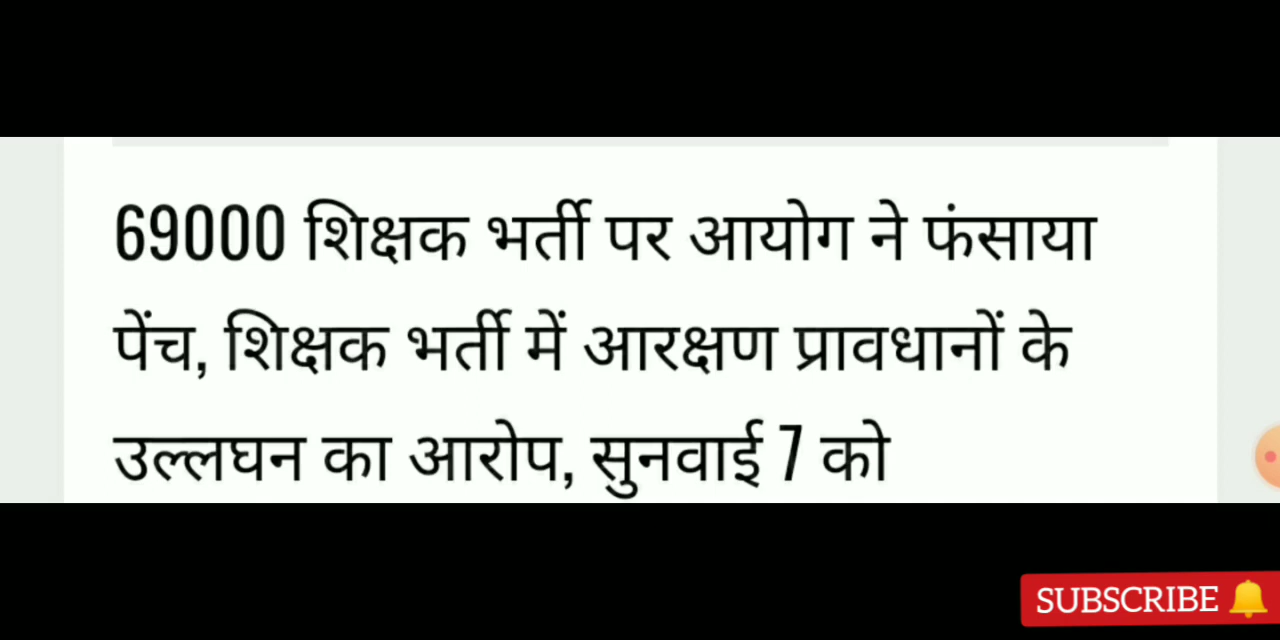 69000 शिक्षक भर्ती पर आयोग ने फंसाया
पेंच, शिक्षक भर्ती में आरक्षण प्रावधानों के
उल्लघन का आरोप, सुनवाई 7 को
SUBSCRIBE